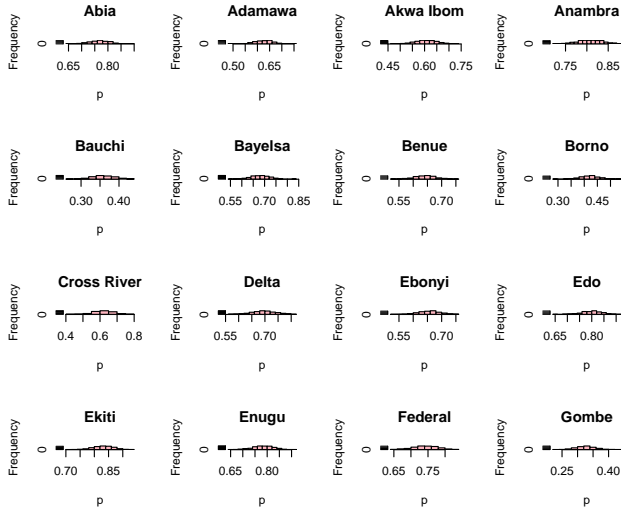 Abia
Frequency
0
0.65 0.80
p
Adamawa
Frequency
0
0.50 0.65
p
Akwa Ibom
Frequency
0
0.45 0.60 0.75
p
Anambra
Frequency
0
0.75 0.85
p
Bauchi
Frequency
0
0.30 0.40
p
Bayelsa
Frequency
0
0.55 0.70 0.85
p
Benue
Frequency
0
0.55 0.70
p
Borno
Frequency
0
0.30 0.45
p
Cross River
Frequency
0
0.4 0.6 0.8
p
Delta
Frequency
0
0.55 0.70
p
Ebonyi
Frequency
0
0.55 0.70
p
Edo
Frequency
0
0.65 0.80
p
Ekiti
Frequency
0
0.70 0.85
p
Enugu
Frequency
0
0.65 0.80
p
Federal
Frequency
0
0.65 0.75
p
Gombe
Frequency
0
0.25 0.40
p